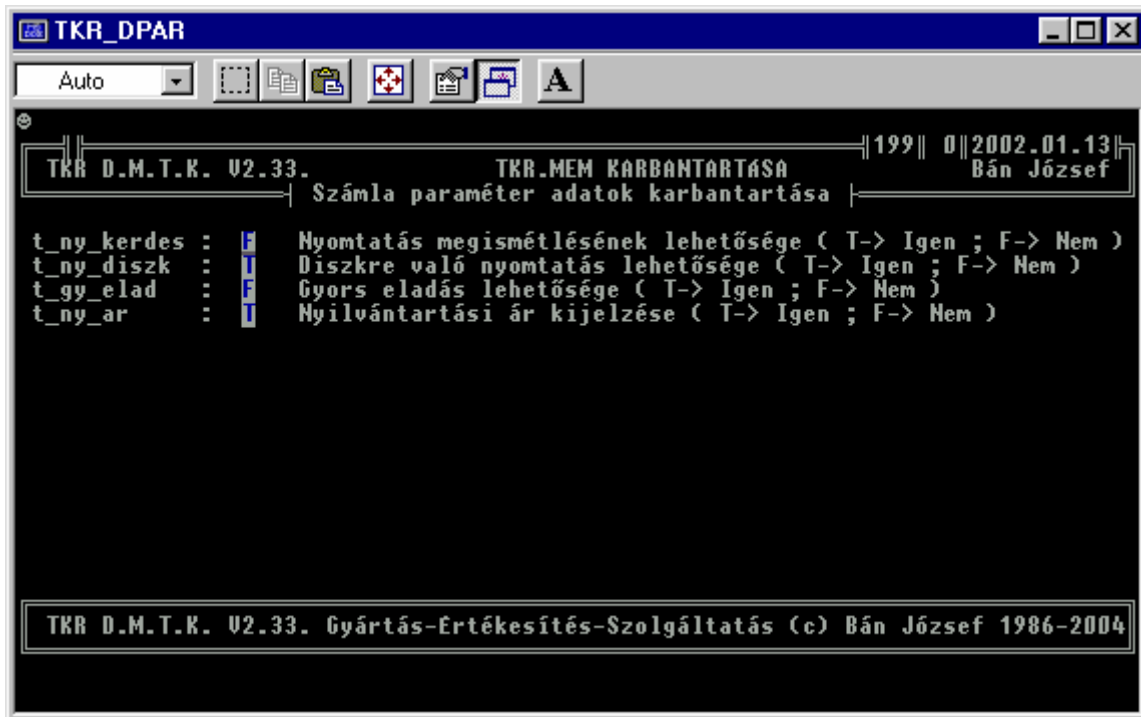 TKR_DPAR
Auto
A
199 0 2002.01.13
TKR D.M.T.K. V2.33. TKR.MEM KARBANTARTáSA Bán József
Számla paraméter adatok karbantartása
t_ny_kerdes : F Nyomtatás megismétlésének lehetősége ( T-> Igen ; F-> Nem )
t_ny_diszk : T Diszkre való nyomtatás lehetősége ( T-> Igen ; F-> Nem )
t_gy_elad : F Gyors eladás lehetősége ( T-> Igen ; F-> Nem )
t_ny_ar : T Nyilvántartási ár kijelzése ( T-> Igen ; F-> Nem )
TKR D.M.T.K. V2.33. Gyártás-Értékesítés-Szolgáltatás (c) Bán József 1986-2004